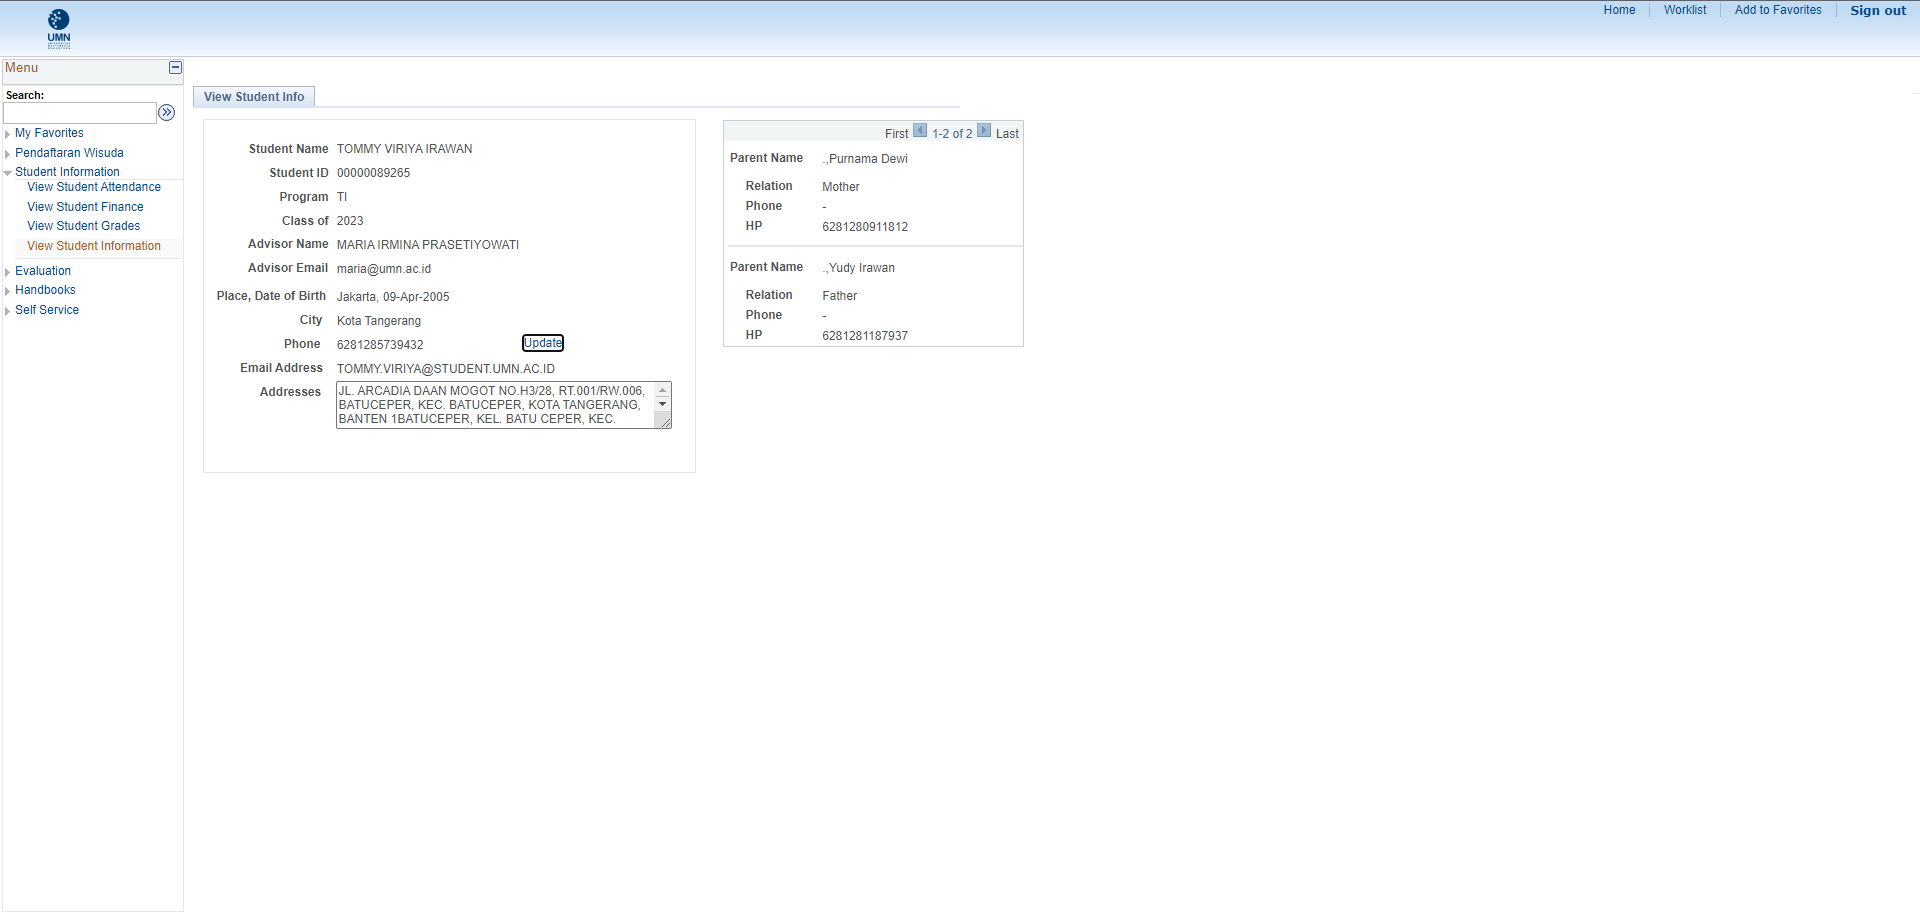 Home
Worklist
Add to Favorites
Sign out
UMN
Menu
Search:
My Favorites
Pendaftaran Wisuda
Student Information
View Student Attendance
View Student Finance
View Student Grades
View Student Information
Evaluation
Handbooks
Self Service
View Student Info
Student Name TOMMY VIRIYA IRAWAN
Student ID 00000089265
Program TI
Class of 2023
Advisor Name MARIA IRMINA PRASETIYOWATI
Advisor Email maria@umn.ac.id
Place, Date of Birth Jakarta, 09-Apr-2005
City Kota Tangerang
Phone 6281285739432 Update
Email Address TOMMY.VIRIYA@STUDENT.UMN.AC.ID
Addresses JL. ARCADIA DAAN MOGOT NO.H3/28, RT.001/RW.006,
BATUCEPER, KEC. BATUCEPER, KOTA TANGERANG,
BANTEN 1BATUCEPER, KEL. BATU CEPER, KEC.
First 1-2 of 2 Last
Parent Name .,Purnama Dewi
Relation Mother
Phone -
HP 6281280911812
Parent Name .,Yudy Irawan
Relation Father
Phone -
HP 6281281187937